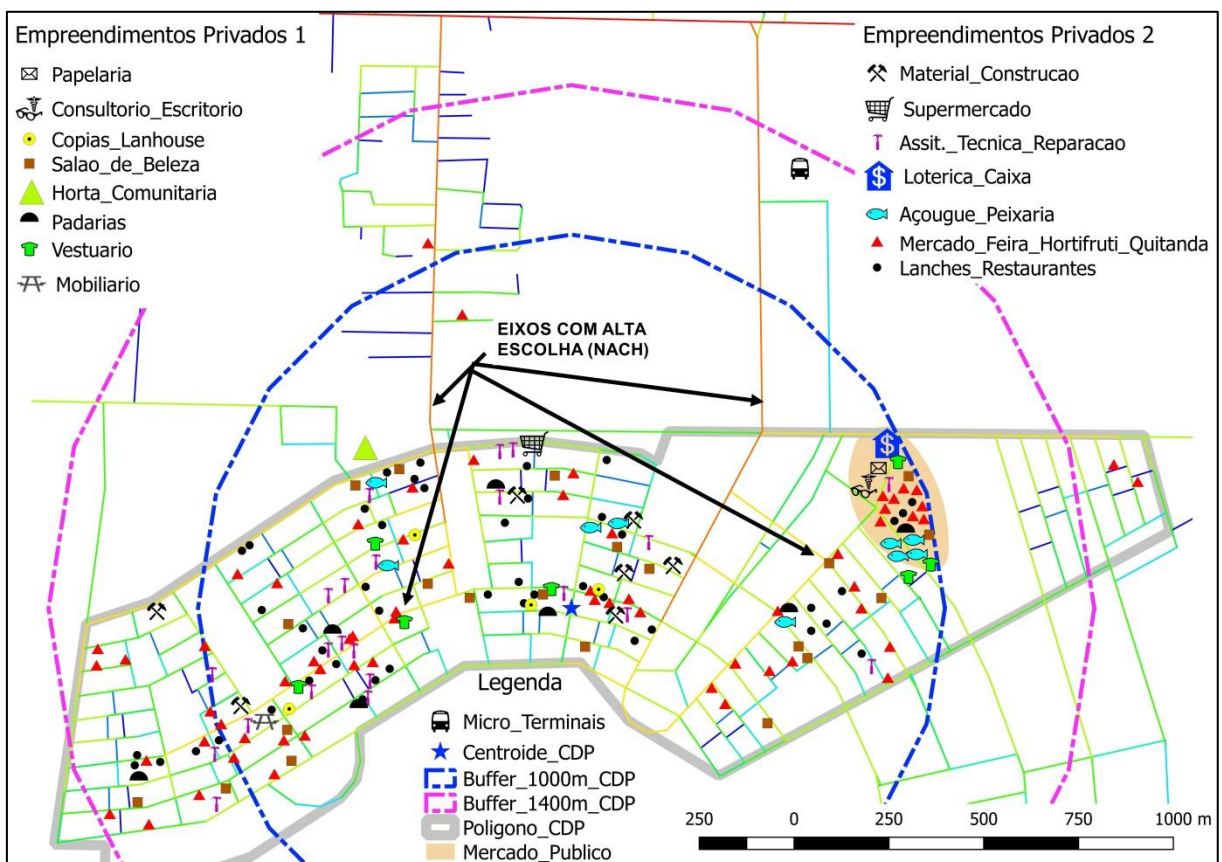 Empreendimentos Privados 1
Papelaria
Consultorio_Escritorio
Copias_Lanhouse
Salao_de_Beleza
Horta_Comunitaria
Padarias
Vestuario
Mobiliario
Empreendimentos Privados 2
Material_Construcao
Supermercado
Assit._Tecnica_Reparacao
$
Loterica_Caixa
Açougue_Peixaria
Mercado_Feira_Hortifruti_Quitanda
Lanches_Restaurantes
EIXOS COM ALTA
ESCOLHA (NACH)
$
Legenda
Micro_Terminais
Centroide_CDP
Buffer_1000m_CDP
Buffer_1400m_CDP
Poligono_CDP
Mercado_Publico
250 0 250 500 750 1000 m